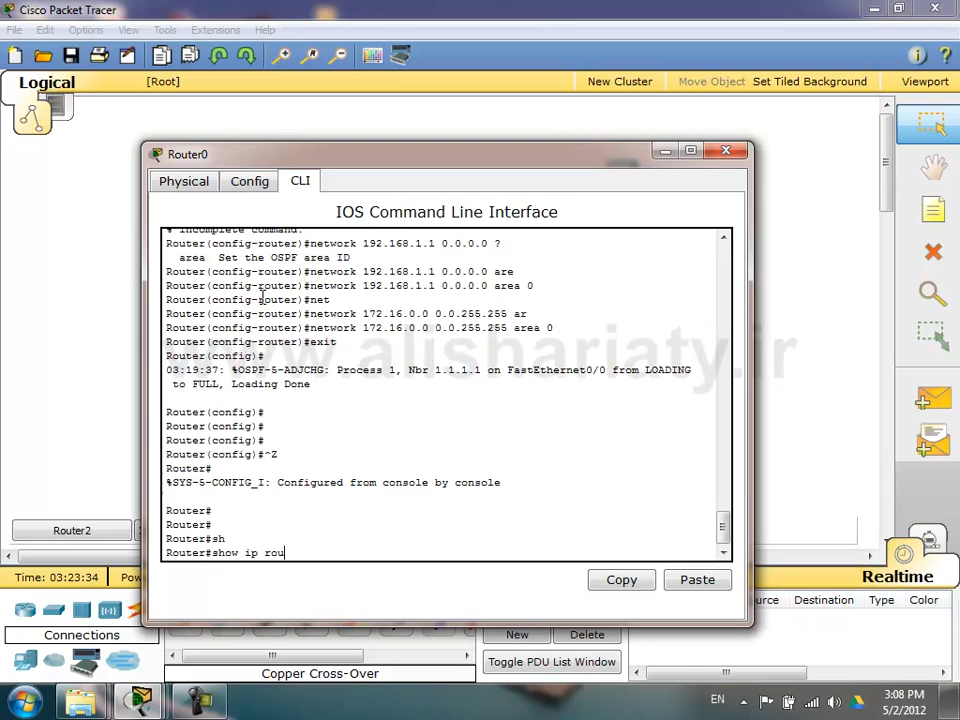 Cisco Packet Tracer
File Edit Options View Tools Extensions Help
Logical [Root] New Cluster Move Object Set Tiled Background Viewport
Router0
Physical Config CLI
IOS Command Line Interface
% Incomplete command.
Router(config-router)#network 192.168.1.1 0.0.0.0 ?
area Set the OSPF area ID
Router(config-router)#network 192.168.1.1 0.0.0.0 are
Router(config-router)#network 192.168.1.1 0.0.0.0 area 0
Router(config-router)#net
Router(config-router)#network 172.16.0.0 0.0.255.255 ar
Router(config-router)#network 172.16.0.0 0.0.255.255 area 0
Router(config-router)#exit
Router(config)#
03:19:37: %OSPF-5-ADJCHG: Process 1, Nbr 1.1.1.1 on FastEthernet0/0 from LOADING
to FULL, Loading Done
Router(config)#
Router(config)#
Router(config)#
Router(config)#^Z
Router#
%SYS-5-CONFIG_I: Configured from console by console
Router#
Router#
Router#sh
Router#show ip rou
www.alishariaty.ir
Copy Paste
Router2
Time: 03:23:34 Pow
Realtime
Connections
New Delete
Toggle PDU List Window
Copper Cross-Over
ource Destination Type Color
EN
3:08 PM
5/2/2012